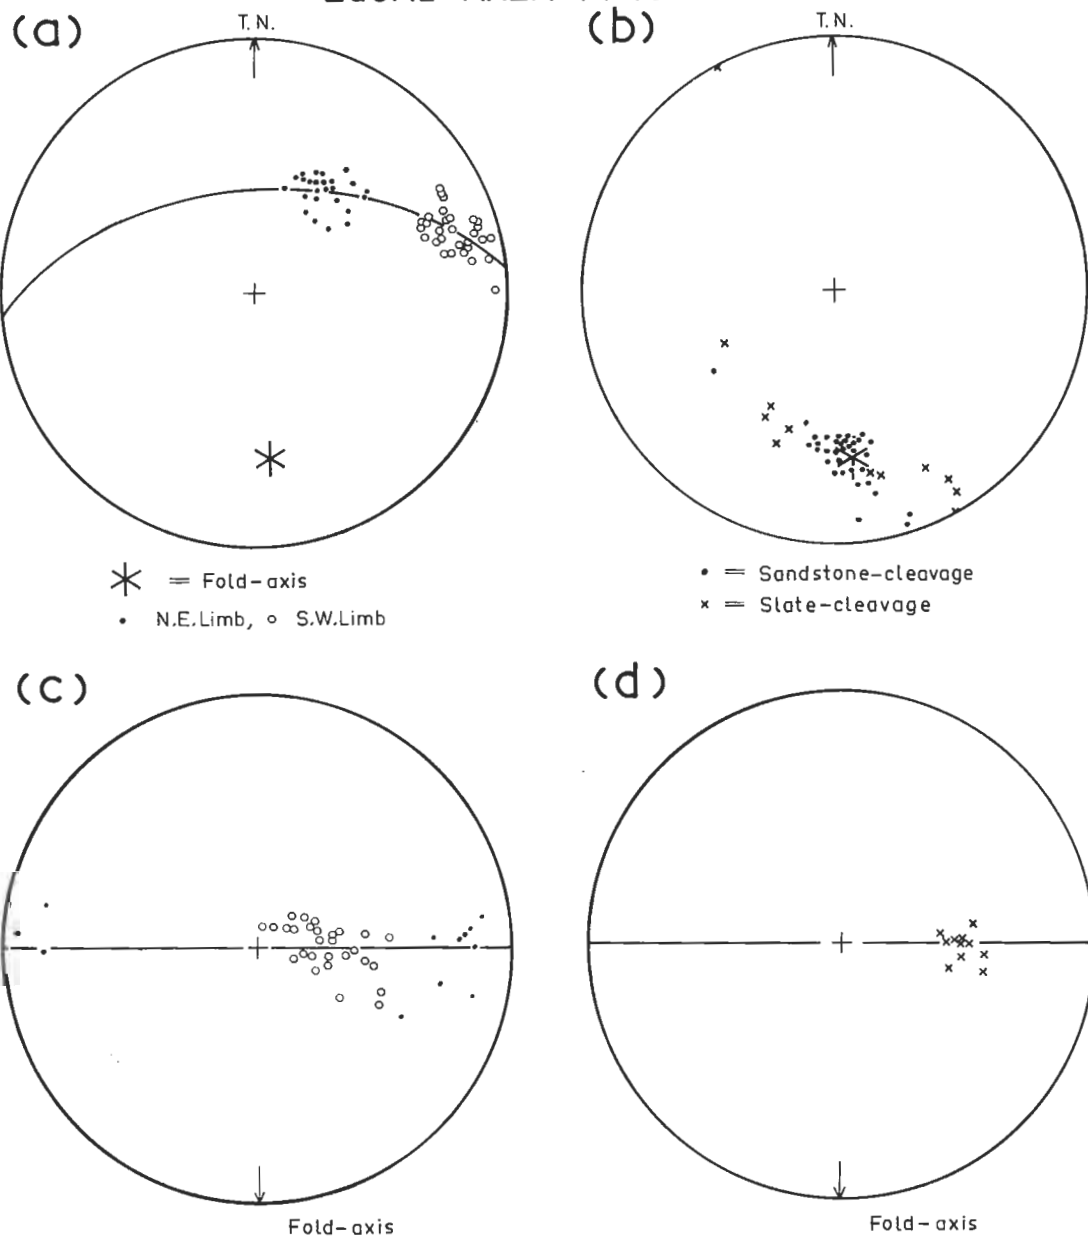 (a)
T.N.
(b)
T.N.
= Fold-axis
• N.E.Limb, o S.W.Limb
• = Sandstone-cleavage
x = Slate-cleavage
(c)
(d)
Fold-axis
Fold-axis